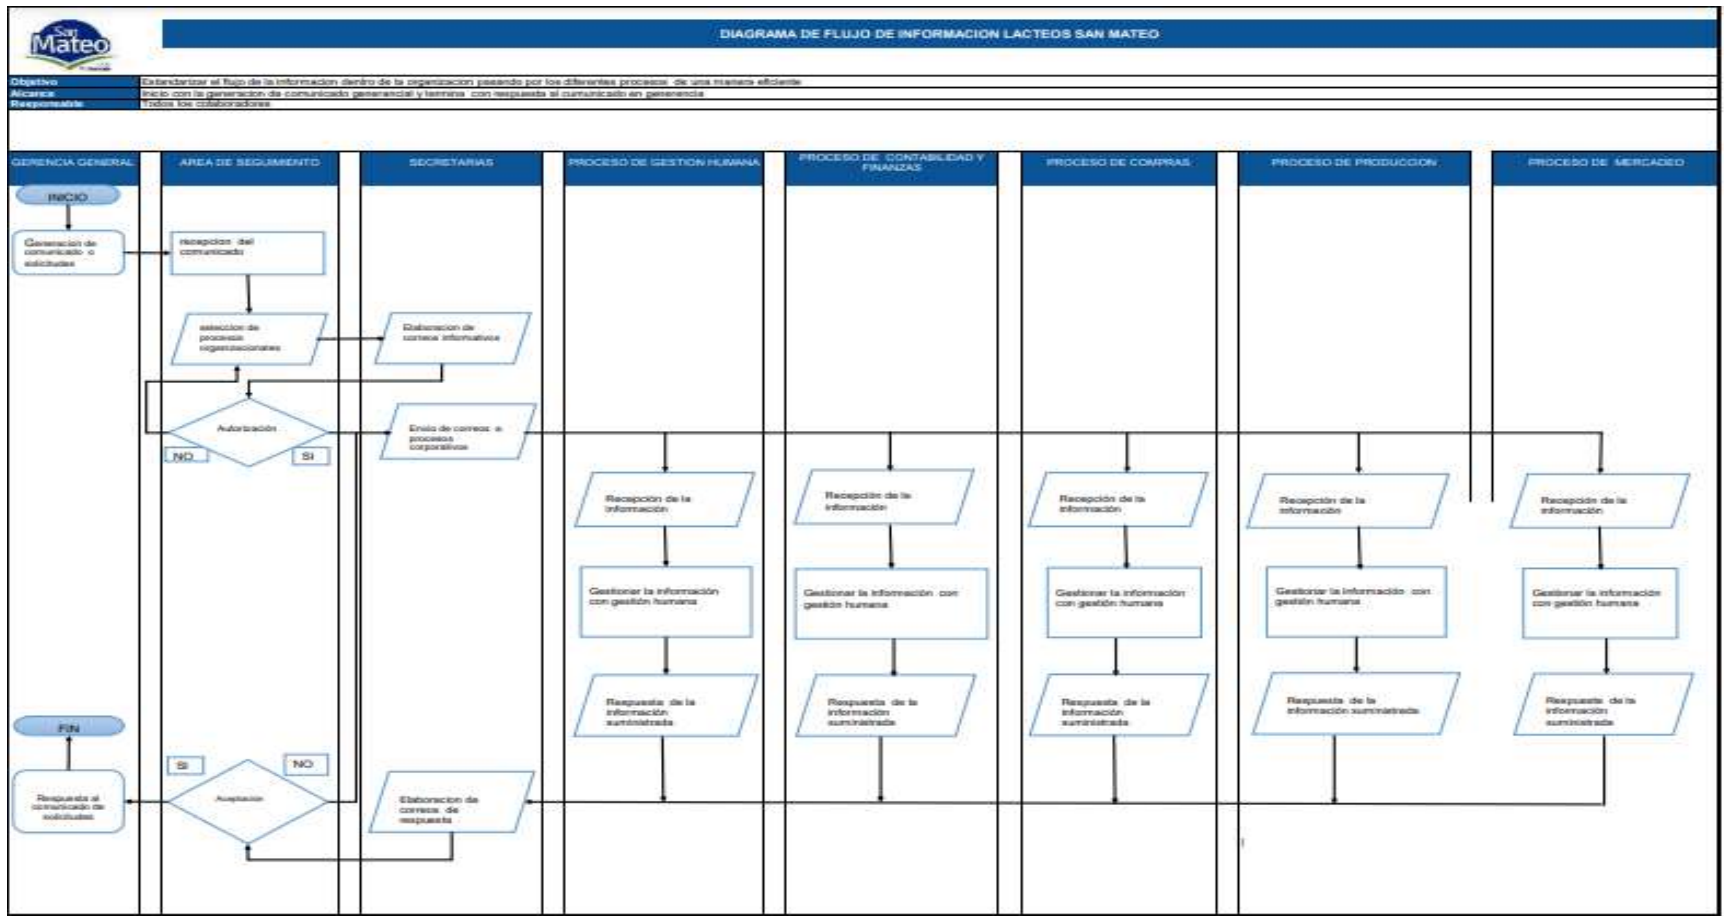 San
Mateo
DIAGRAMA DE FLUJO DE INFORMACION LACTEOS SAN MATEO
Objetivo
Estandarizar el flujo de la informacion dentro de la organizacion pasando por los diferentes procesos de una manera eficiente
Alcance
Inicio con la generacion de comunicado generencial y termina con respuesta al cumunicado en generencia
Responsable
Todos los colaboradores
GERENCIA GENERAL
AREA DE SEGUIMIENTO
SECRETARIAS
PROCESO DE GESTION HUMANA
PROCESO DE CONTABILIDAD Y
FINANZAS
PROCESO DE COMPRAS
PROCESO DE PRODUCCION
PROCESO DE MERCADEO
INICIO
Generacion de
comunicado o
solicitudes
recepcion del
comunicado
seleccion de
procesos
organizacionales
Elaboracion de
correos informativos
Autorización
NO
SI
Envio de correos a
procesos
corporativos
Recepción de la
información
Recepción de la
información
Recepción de la
información
Recepción de la
información
Recepción de la
información
Gestionar la información
con gestión humana
Gestionar la información con
gestión humana
Gestionar la información
con gestión humana
Gestionar la información con
gestión humana
Gestionar la información
con gestión humana
Respuesta de la
información
suministrada
Respuesta de la
información
suministrada
Respuesta de la
información
suministrada
Respuesta de la
información suministrada
Respuesta de la
información
suministrada
FIN
SI
NO
Respuesta al
comunicado de
solicitudes
Aceptacion
Elaboracion de
correos de
respuesta